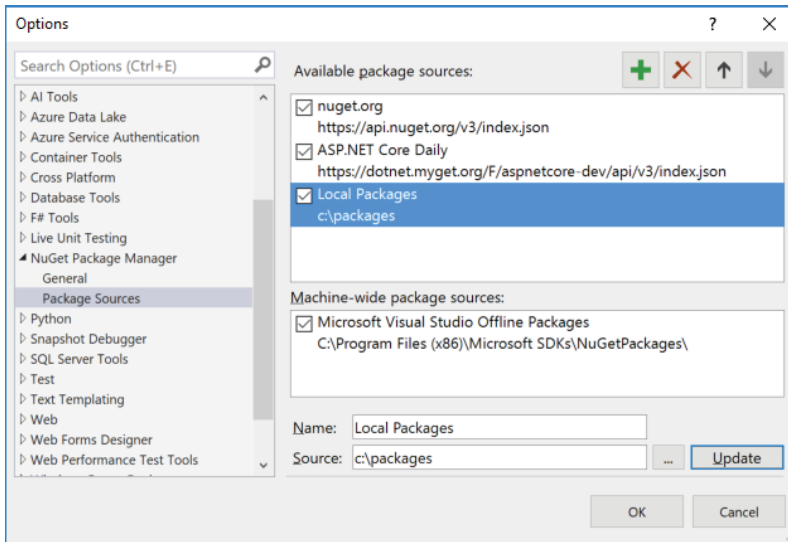 Options
?
Search Options (Ctrl+E)
AI Tools
Azure Data Lake
Azure Service Authentication
Container Tools
Cross Platform
Database Tools
F# Tools
Live Unit Testing
NuGet Package Manager
General
Package Sources
Python
Snapshot Debugger
SQL Server Tools
Test
Text Templating
Web
Web Forms Designer
Web Performance Test Tools
Available package sources:
nuget.org
https://api.nuget.org/v3/index.json
ASP.NET Core Daily
https://dotnet.myget.org/F/aspnetcore-dev/api/v3/index.json
Local Packages
c:\packages
Machine-wide package sources:
Microsoft Visual Studio Offline Packages
C:\Program Files (x86)\Microsoft SDKs\NuGetPackages\
Name: Local Packages
Source: c:\packages ... Update
OK Cancel